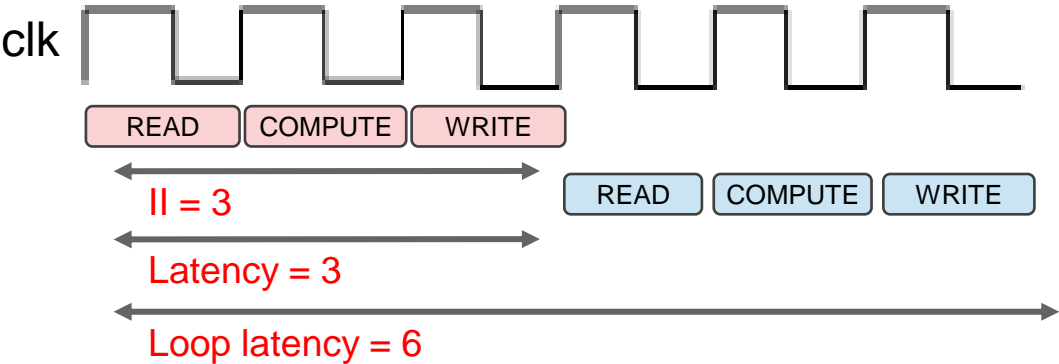 clk
READ COMPUTE WRITE
READ COMPUTE WRITE
II = 3
Latency = 3
Loop latency = 6